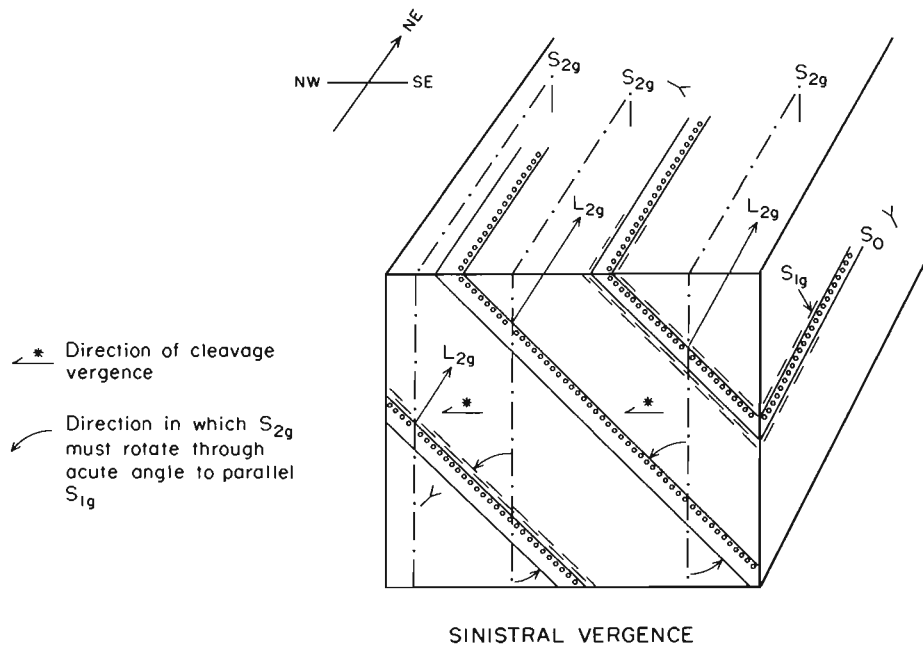 NE
NW
SE
S2g
S2g
S2g
L2g
L2g
S0
S1g
* Direction of cleavage
vergence
L2g
*
*
Direction in which S2g
must rotate through
acute angle to parallel
S1g
SINISTRAL VERGENCE